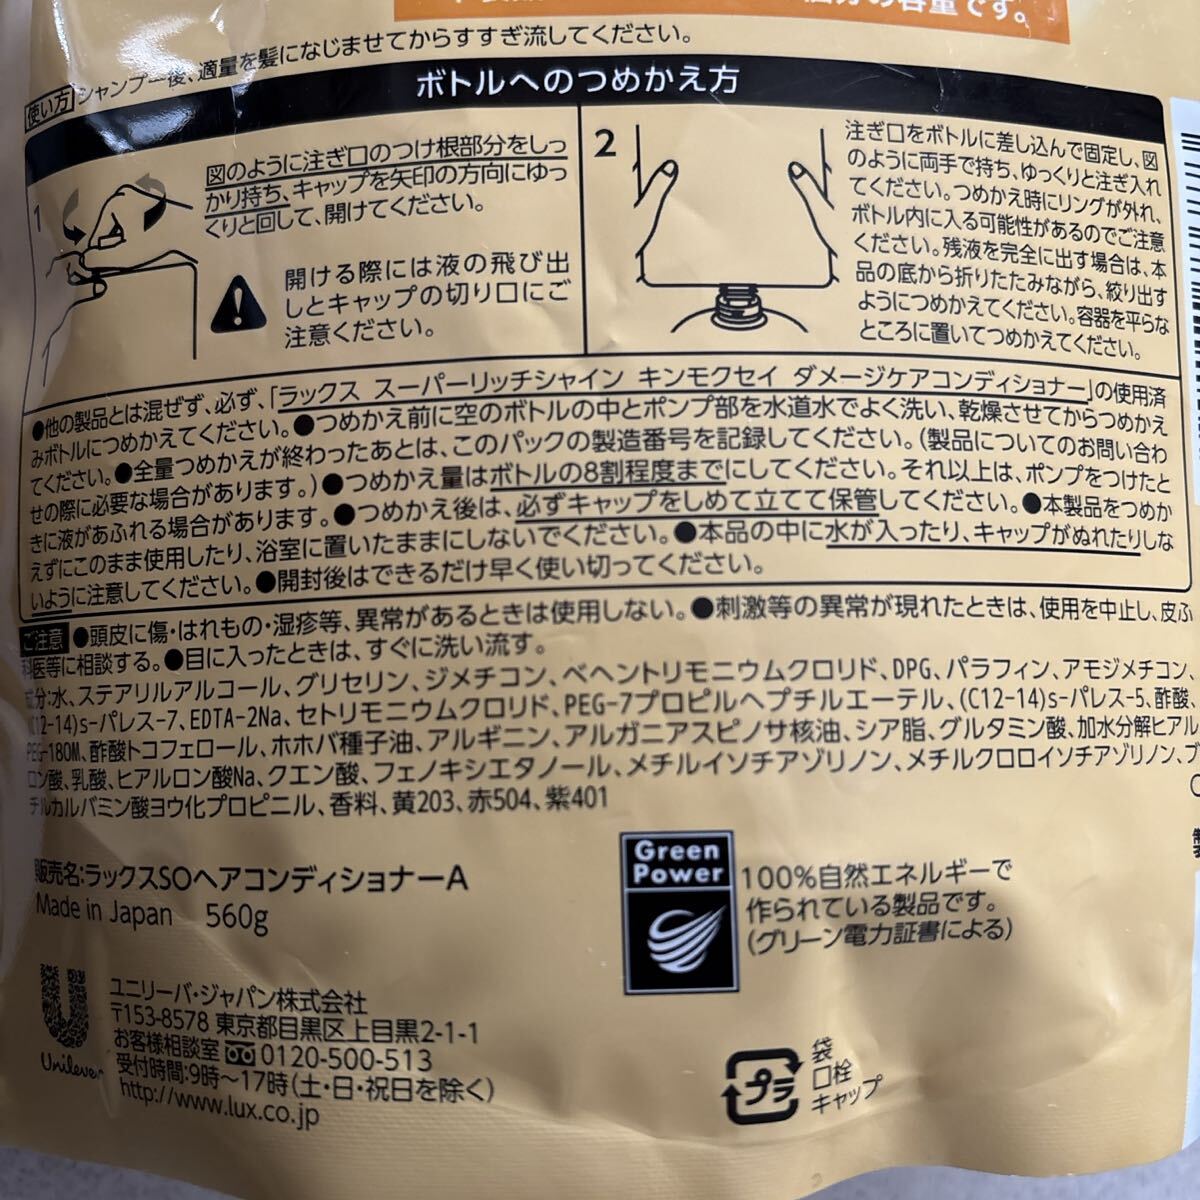 個分の容量です。
使い方 シャンプー後、適量を髪になじませてからすすぎ流してください。
ボトルへのつめかえ方
1
図のように注ぎ口のつけ根部分をしっ
かり持ち、キャップを矢印の方向にゆっ
くりと回して、開けてください。
開ける際には液の飛び出
しとキャップの切り口にご
注意ください。
2
注ぎ口をボトルに差し込んで固定し、図
のように両手で持ち、ゆっくりと注ぎ入れ
てください。つめかえ時にリングが外れ、
ボトル内に入る可能性があるのでご注意
ください。残液を完全に出す場合は、本
品の底から折りたたみながら、絞り出す
ようにつめかえてください。容器を平らな
ところに置いてつめかえてください。
●他の製品とは混ぜず、必ず、「ラックス スーパーリッチシャイン キンモクセイ ダメージケアコンディショナー」の使用済
みボトルにつめかえてください。●つめかえ前に空のボトルの中とポンプ部を水道水でよく洗い、乾燥させてからつめかえ
てください。●全量つめかえが終わったあとは、このパックの製造番号を記録してください。(製品についてのお問い合わ
せの際に必要な場合があります。)●つめかえ量はボトルの8割程度までにしてください。それ以上は、ポンプをつけたと
きに液があふれる場合があります。●つめかえ後は、必ずキャップをしめて立てて保管してください。●本製品をつめか
えずにこのまま使用したり、浴室に置いたままにしないでください。●本品の中に水が入ったり、キャップがぬれたりしな
いように注意してください。●開封後はできるだけ早く使い切ってください。
ご注意 ●頭皮に傷・はれもの・湿疹等、異常があるときは使用しない。●刺激等の異常が現れたときは、使用を中止し、皮ふ
科医等に相談する。●目に入ったときは、すぐに洗い流す。
成分:水、ステアリルアルコール、グリセリン、ジメチコン、ベヘントリモニウムクロリド、DPG、パラフィン、アモジメチコン、
(C12-14)s-パレス-7、EDTA-2Na、セトリモニウムクロリド、PEG-7プロピルヘプチルエーテル、(C12-14)s-パレス-5、酢酸、
PEG-180M、酢酸トコフェロール、ホホバ種子油、アルギニン、アルガニアスピノサ核油、シア脂、グルタミン酸、加水分解ヒアル
ロン酸、乳酸、ヒアルロン酸Na、クエン酸、フェノキシエタノール、メチルイソチアゾリノン、メチルクロロイソチアゾリノン、ブ
チルカルバミン酸ヨウ化プロピニル、香料、黄203、赤504、紫401
販売名:ラックスSOヘアコンディショナーA
Made in Japan 560g
Green
Power
100%自然エネルギーで
作られている製品です。
(グリーン電力証書による)
Unilever
ユニリーバ・ジャパン株式会社
〒153-8578 東京都目黒区上目黒2-1-1
お客様相談室 0120-500-513
受付時間:9時〜17時(土・日・祝日を除く)
http://www.lux.co.jp
プラ
袋
口栓
キャップ